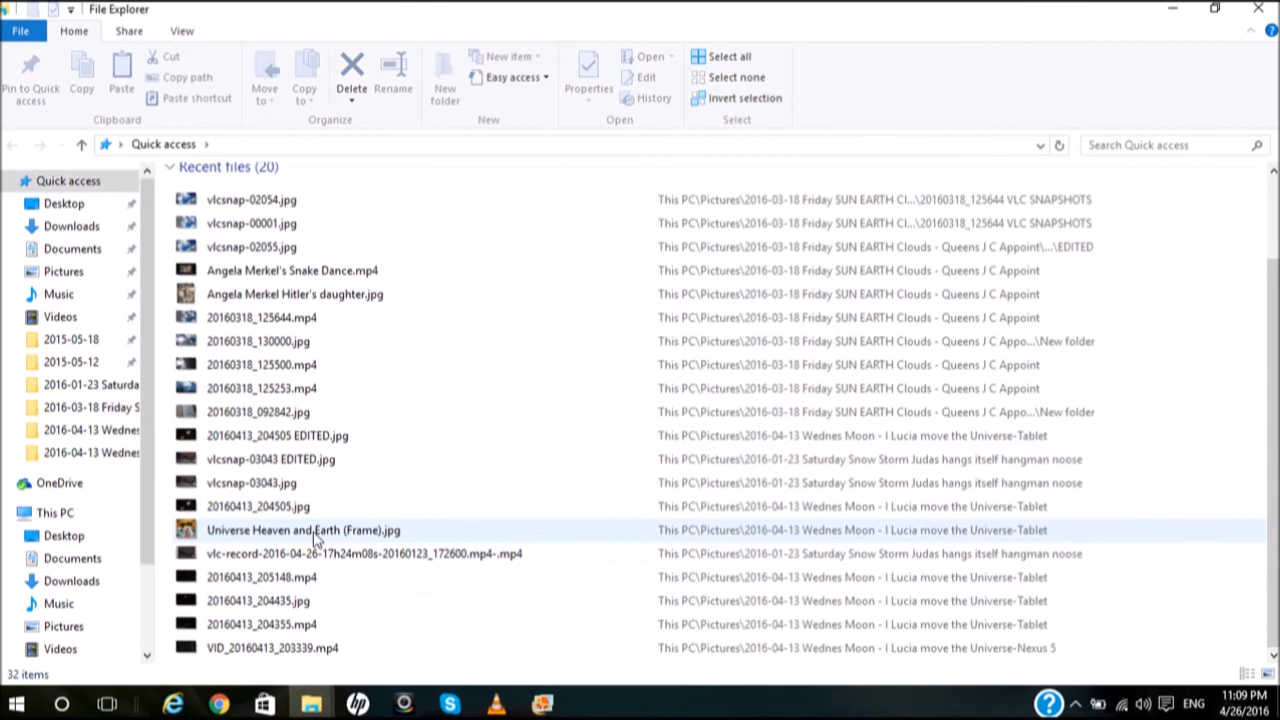 File Explorer
File Home Share View
Pin to Quick access
Copy
Paste
Cut
Copy path
Paste shortcut
Clipboard
Move to
Copy to
Delete
Rename
Organize
New folder
New item
Easy access
New
Properties
Open
Edit
History
Open
Select all
Select none
Invert selection
Select
Quick access
Search Quick access
Quick access
Desktop
Downloads
Documents
Pictures
Music
Videos
2015-05-18
2015-05-12
2016-01-23 Saturda
2016-03-18 Friday S
2016-04-13 Wednes
2016-04-13 Wednes
OneDrive
This PC
Desktop
Documents
Downloads
Music
Pictures
Videos
Recent files (20)
vlcsnap-02054.jpg This PC\Pictures\2016-03-18 Friday SUN EARTH Cl...\20160318_125644 VLC SNAPSHOTS
vlcsnap-00001.jpg This PC\Pictures\2016-03-18 Friday SUN EARTH Cl...\20160318_125644 VLC SNAPSHOTS
vlcsnap-02055.jpg This PC\Pictures\2016-03-18 Friday SUN EARTH Clouds - Queens J C Appoint\...\EDITED
Angela Merkel's Snake Dance.mp4 This PC\Pictures\2016-03-18 Friday SUN EARTH Clouds - Queens J C Appoint
Angela Merkel Hitler's daughter.jpg This PC\Pictures\2016-03-18 Friday SUN EARTH Clouds - Queens J C Appoint
20160318_125644.mp4 This PC\Pictures\2016-03-18 Friday SUN EARTH Clouds - Queens J C Appoint
20160318_130000.jpg This PC\Pictures\2016-03-18 Friday SUN EARTH Clouds - Queens J C Appo...\New folder
20160318_125500.mp4 This PC\Pictures\2016-03-18 Friday SUN EARTH Clouds - Queens J C Appoint
20160318_125253.mp4 This PC\Pictures\2016-03-18 Friday SUN EARTH Clouds - Queens J C Appoint
20160318_092842.jpg This PC\Pictures\2016-03-18 Friday SUN EARTH Clouds - Queens J C Appo...\New folder
20160413_204505 EDITED.jpg This PC\Pictures\2016-04-13 Wednes Moon - I Lucia move the Universe-Tablet
vlcsnap-03043 EDITED.jpg This PC\Pictures\2016-01-23 Saturday Snow Storm Judas hangs itself hangman noose
vlcsnap-03043.jpg This PC\Pictures\2016-01-23 Saturday Snow Storm Judas hangs itself hangman noose
20160413_204505.jpg This PC\Pictures\2016-04-13 Wednes Moon - I Lucia move the Universe-Tablet
Universe Heaven and Earth (Frame).jpg This PC\Pictures\2016-04-13 Wednes Moon - I Lucia move the Universe-Tablet
vlc-record-2016-04-26-17h24m08s-20160123_172600.mp4-.mp4 This PC\Pictures\2016-01-23 Saturday Snow Storm Judas hangs itself hangman noose
20160413_205148.mp4 This PC\Pictures\2016-04-13 Wednes Moon - I Lucia move the Universe-Tablet
20160413_204435.jpg This PC\Pictures\2016-04-13 Wednes Moon - I Lucia move the Universe-Tablet
20160413_204355.mp4 This PC\Pictures\2016-04-13 Wednes Moon - I Lucia move the Universe-Tablet
VID_20160413_203339.mp4 This PC\Pictures\2016-04-13 Wednes Moon - I Lucia move the Universe-Nexus 5
32 items
ENG
11:09 PM
4/26/2016